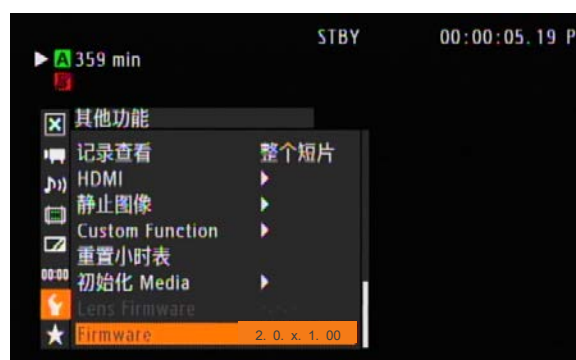 STBY 00:00:05.19 P
A 359 min
其他功能
记录查看 整个短片
HDMI
静止图像
Custom Function
重置小时表
00:00
初始化 Media
Lens Firmware
Firmware 2. 0. x. 1. 00